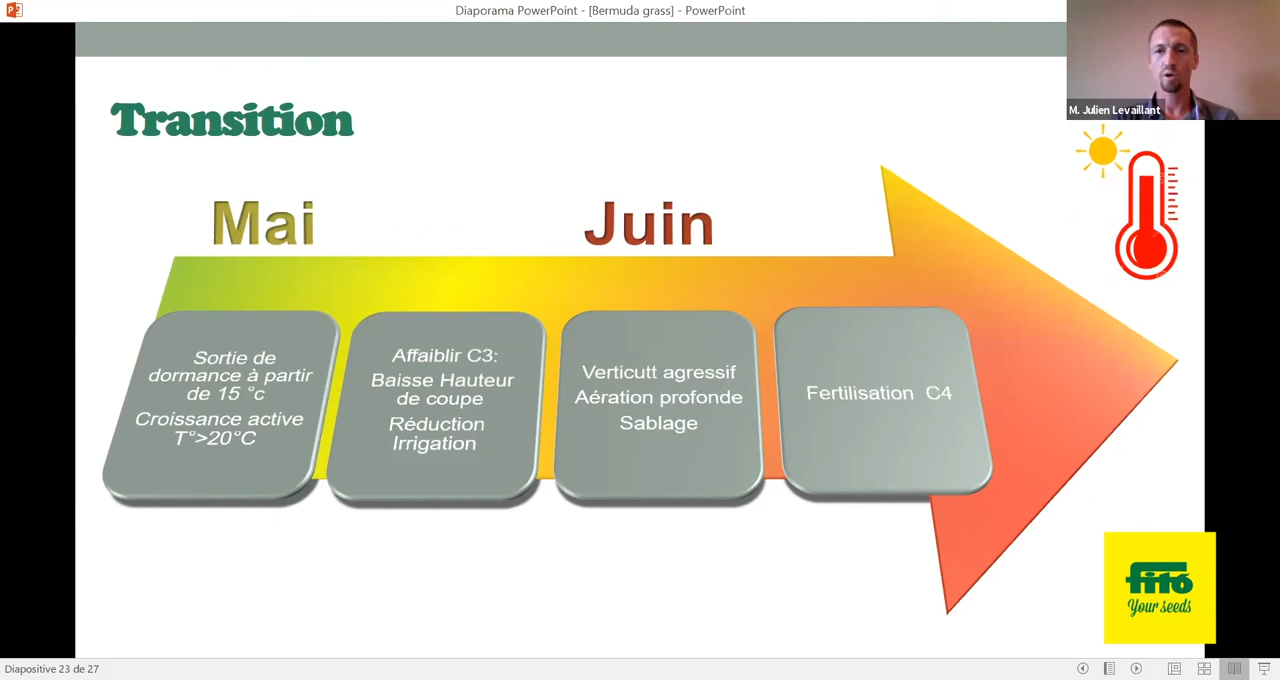 Diaporama PowerPoint - [Bermuda grass] - PowerPoint
M. Julien Levaillant
Transition
Mai
Juin
Sortie de
dormance à partir
de 15 °c
Croissance active
T°>20°C
Affaiblir C3:
Baisse Hauteur
de coupe
Réduction
Irrigation
Verticutt agressif
Aération profonde
Sablage
Fertilisation C4
fitó
Your seeds
Diapositive 23 de 27